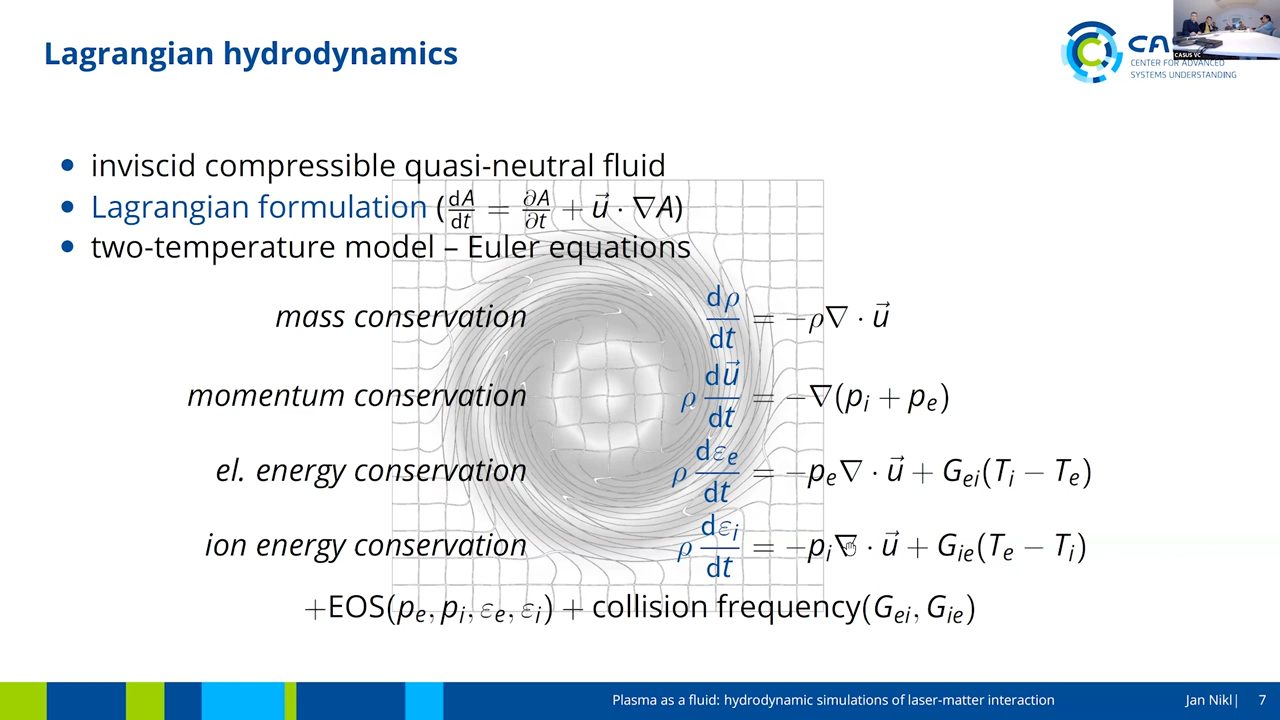 Lagrangian hydrodynamics
CASUS VC
CENTER FOR ADVANCED
SYSTEMS UNDERSTANDING
• inviscid compressible quasi-neutral fluid
• Lagrangian formulation (dA/dt = ∂A/∂t + u⃗ · ∇A)
• two-temperature model – Euler equations
mass conservation dρ/dt = −ρ∇ · u⃗
momentum conservation ρ du⃗/dt = −∇(pᵢ + pₑ)
el. energy conservation ρ dεₑ/dt = −pₑ∇ · u⃗ + Gₑᵢ(Tᵢ − Tₑ)
ion energy conservation ρ dεᵢ/dt = −pᵢ∇ · u⃗ + Gᵢₑ(Tₑ − Tᵢ)
+EOS(pₑ, pᵢ, εₑ, εᵢ) + collision frequency(Gₑᵢ, Gᵢₑ)
Plasma as a fluid: hydrodynamic simulations of laser-matter interaction Jan Nikl| 7